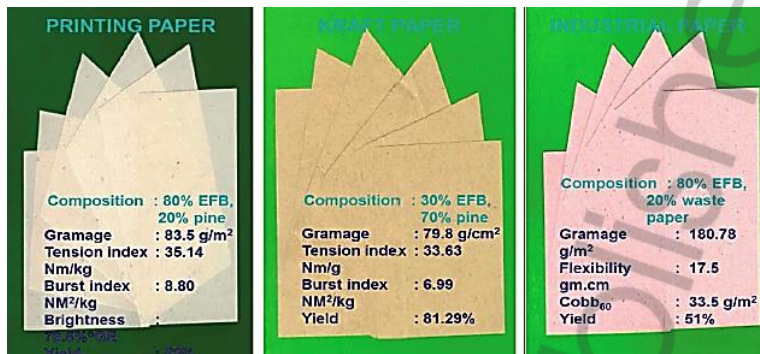 PRINTING PAPER
Composition : 80% EFB,
20% pine
Gramage : 83.5 g/m²
Tension index : 35.14
Nm/kg
Burst index : 8.80
NM²/kg
Brightness :
KRAFT PAPER
Composition : 30% EFB,
70% pine
Gramage : 79.8 g/cm²
Tension index : 33.63
Nm/g
Burst index : 6.99
NM²/kg
Yield : 81.29%
INDUSTRIAL PAPER
Composition : 80% EFB,
20% waste
paper
Gramage : 180.78
g/m²
Flexibility : 17.5
gm.cm
Cobb₆₀ : 33.5 g/m²
Yield : 51%